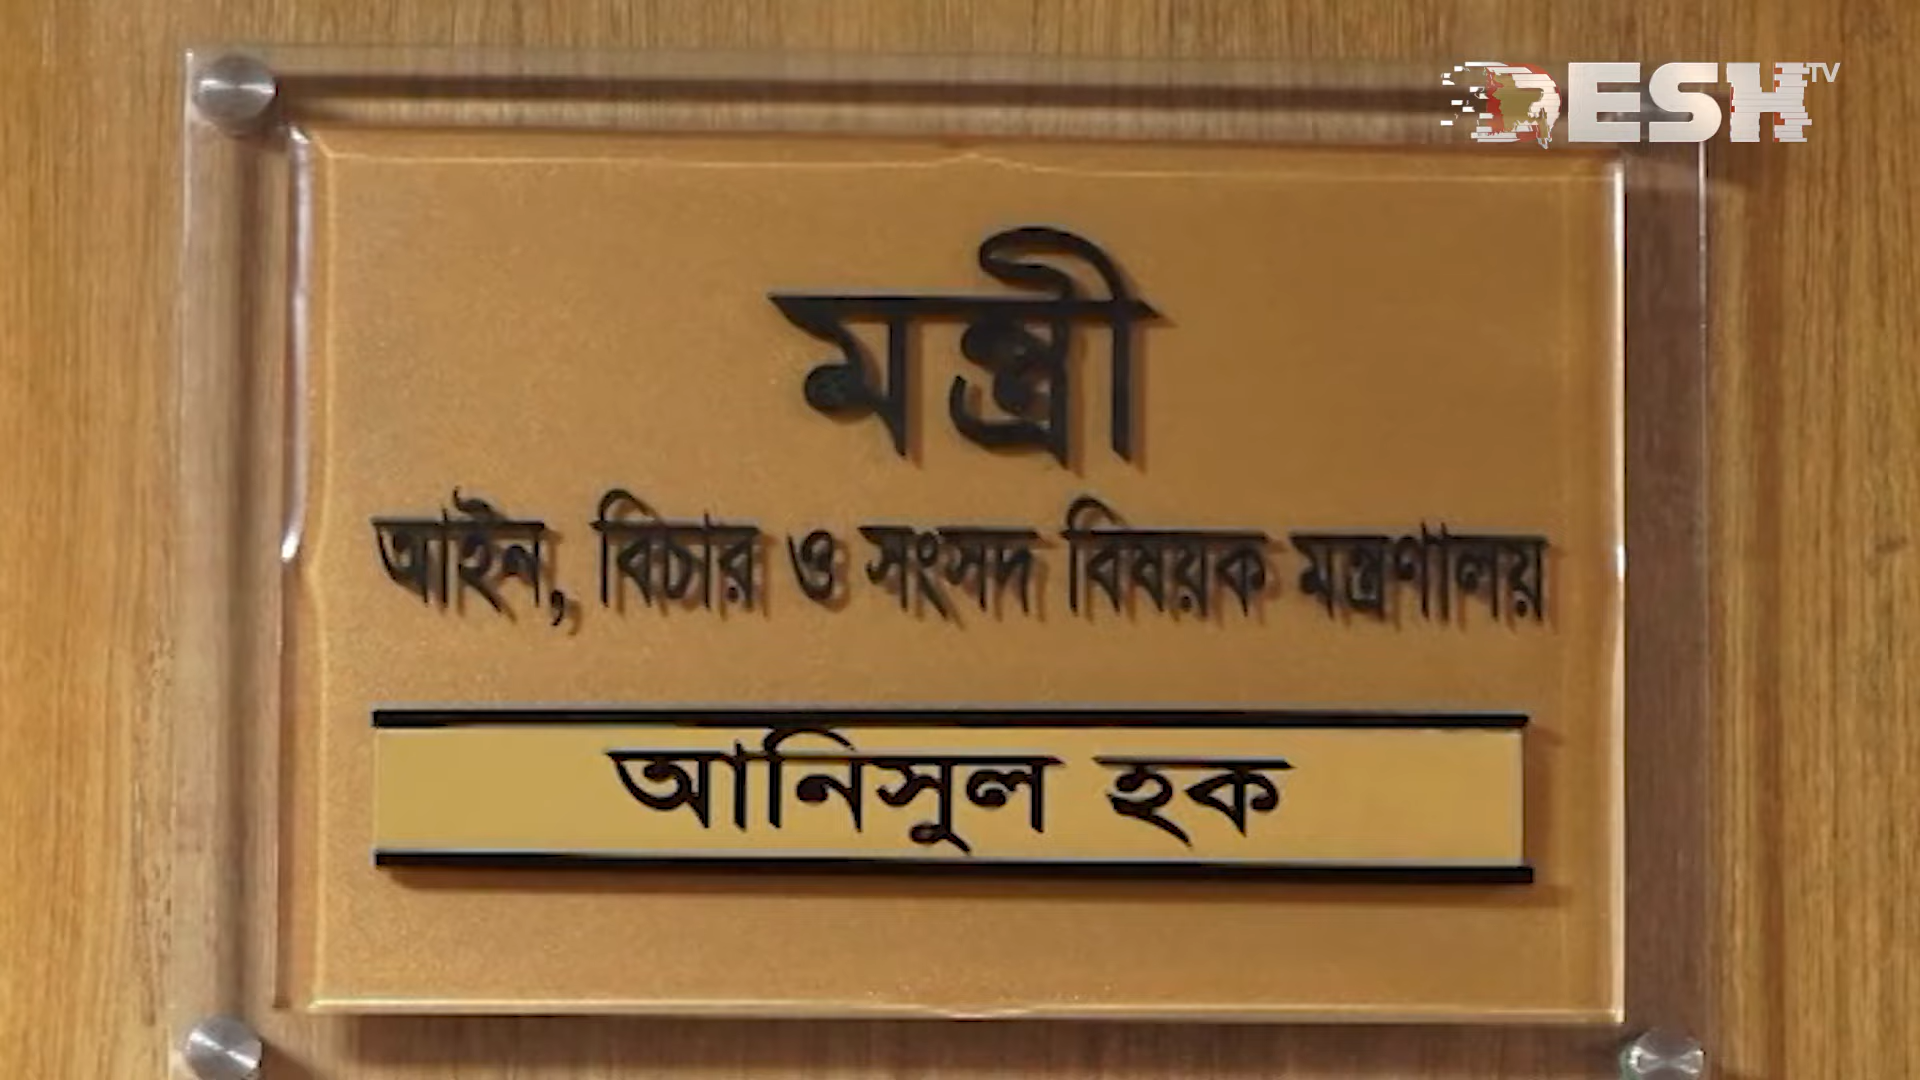 DESH TV
মন্ত্রী
আইন, বিচার ও সংসদ বিষয়ক মন্ত্রণালয়
আনিসুল হক